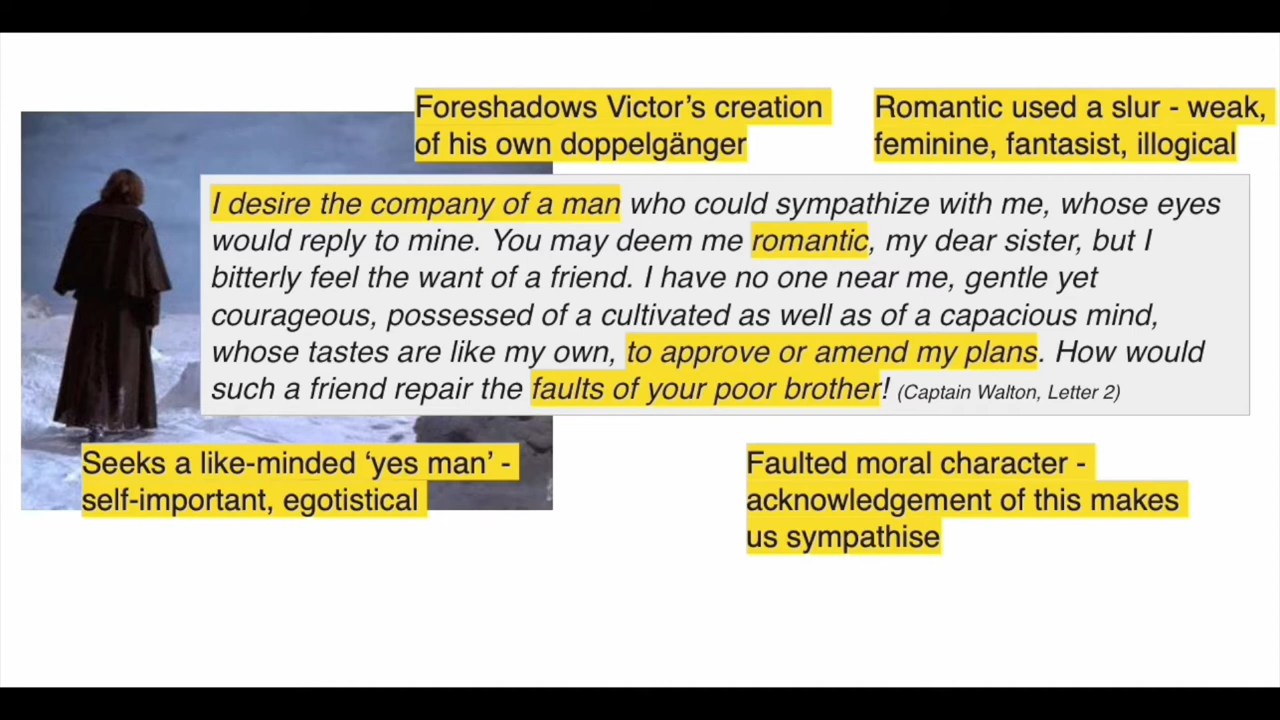 Foreshadows Victor's creation
of his own doppelgänger
Romantic used a slur - weak,
feminine, fantasist, illogical
I desire the company of a man who could sympathize with me, whose eyes
would reply to mine. You may deem me romantic, my dear sister, but I
bitterly feel the want of a friend. I have no one near me, gentle yet
courageous, possessed of a cultivated as well as of a capacious mind,
whose tastes are like my own, to approve or amend my plans. How would
such a friend repair the faults of your poor brother! (Captain Walton, Letter 2)
Seeks a like-minded ‘yes man’ -
self-important, egotistical
Faulted moral character -
acknowledgement of this makes
us sympathise